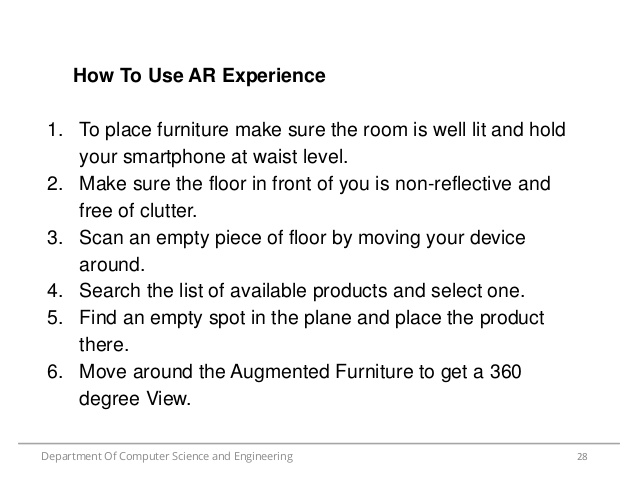 How To Use AR Experience
1. To place furniture make sure the room is well lit and hold
your smartphone at waist level.
2. Make sure the floor in front of you is non-reflective and
free of clutter.
3. Scan an empty piece of floor by moving your device
around.
4. Search the list of available products and select one.
5. Find an empty spot in the plane and place the product
there.
6. Move around the Augmented Furniture to get a 360
degree View.
Department Of Computer Science and Engineering 28